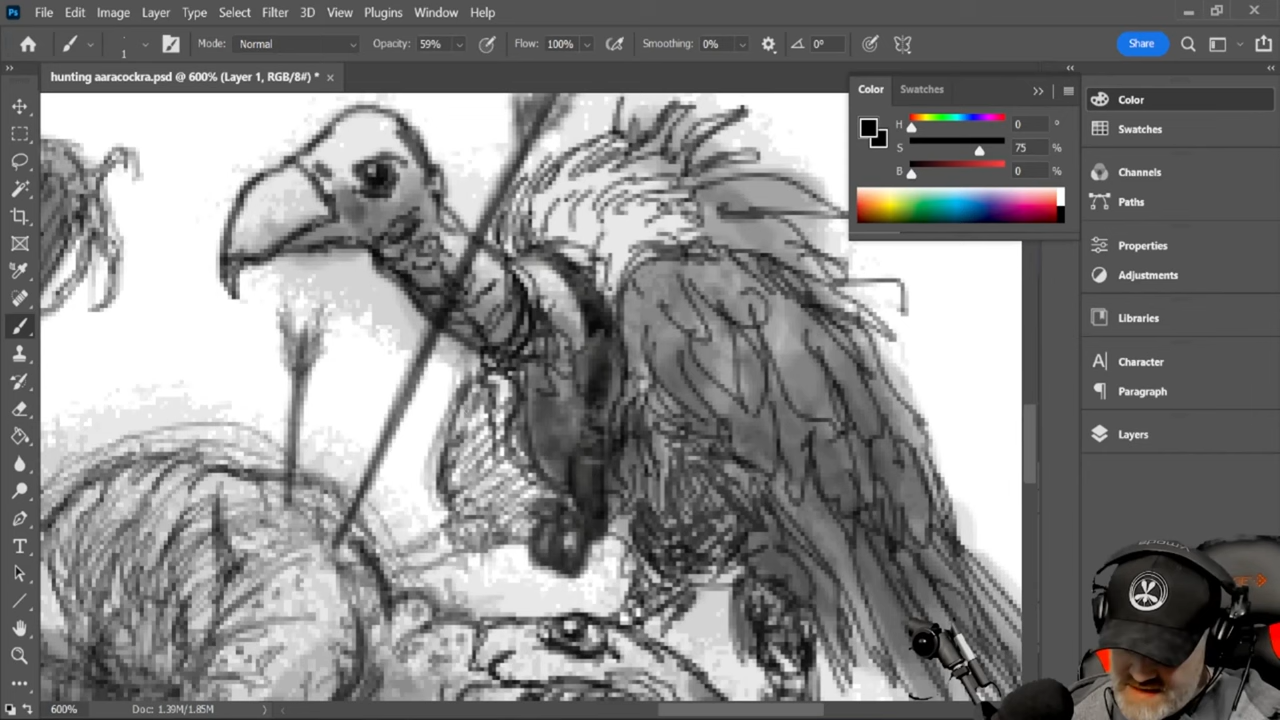 Ps File Edit Image Layer Type Select Filter 3D View Plugins Window Help
1 Mode: Normal Opacity: 59% Flow: 100% Smoothing: 0% 0° Share
hunting aaracockra.psd @ 600% (Layer 1, RGB/8#) * ×
Color Swatches
H 0 °
S 75 %
B 0 %
Color
Swatches
Channels
Paths
Properties
Adjustments
Libraries
Character
Paragraph
Layers
600% Doc: 1.39M/1.85M